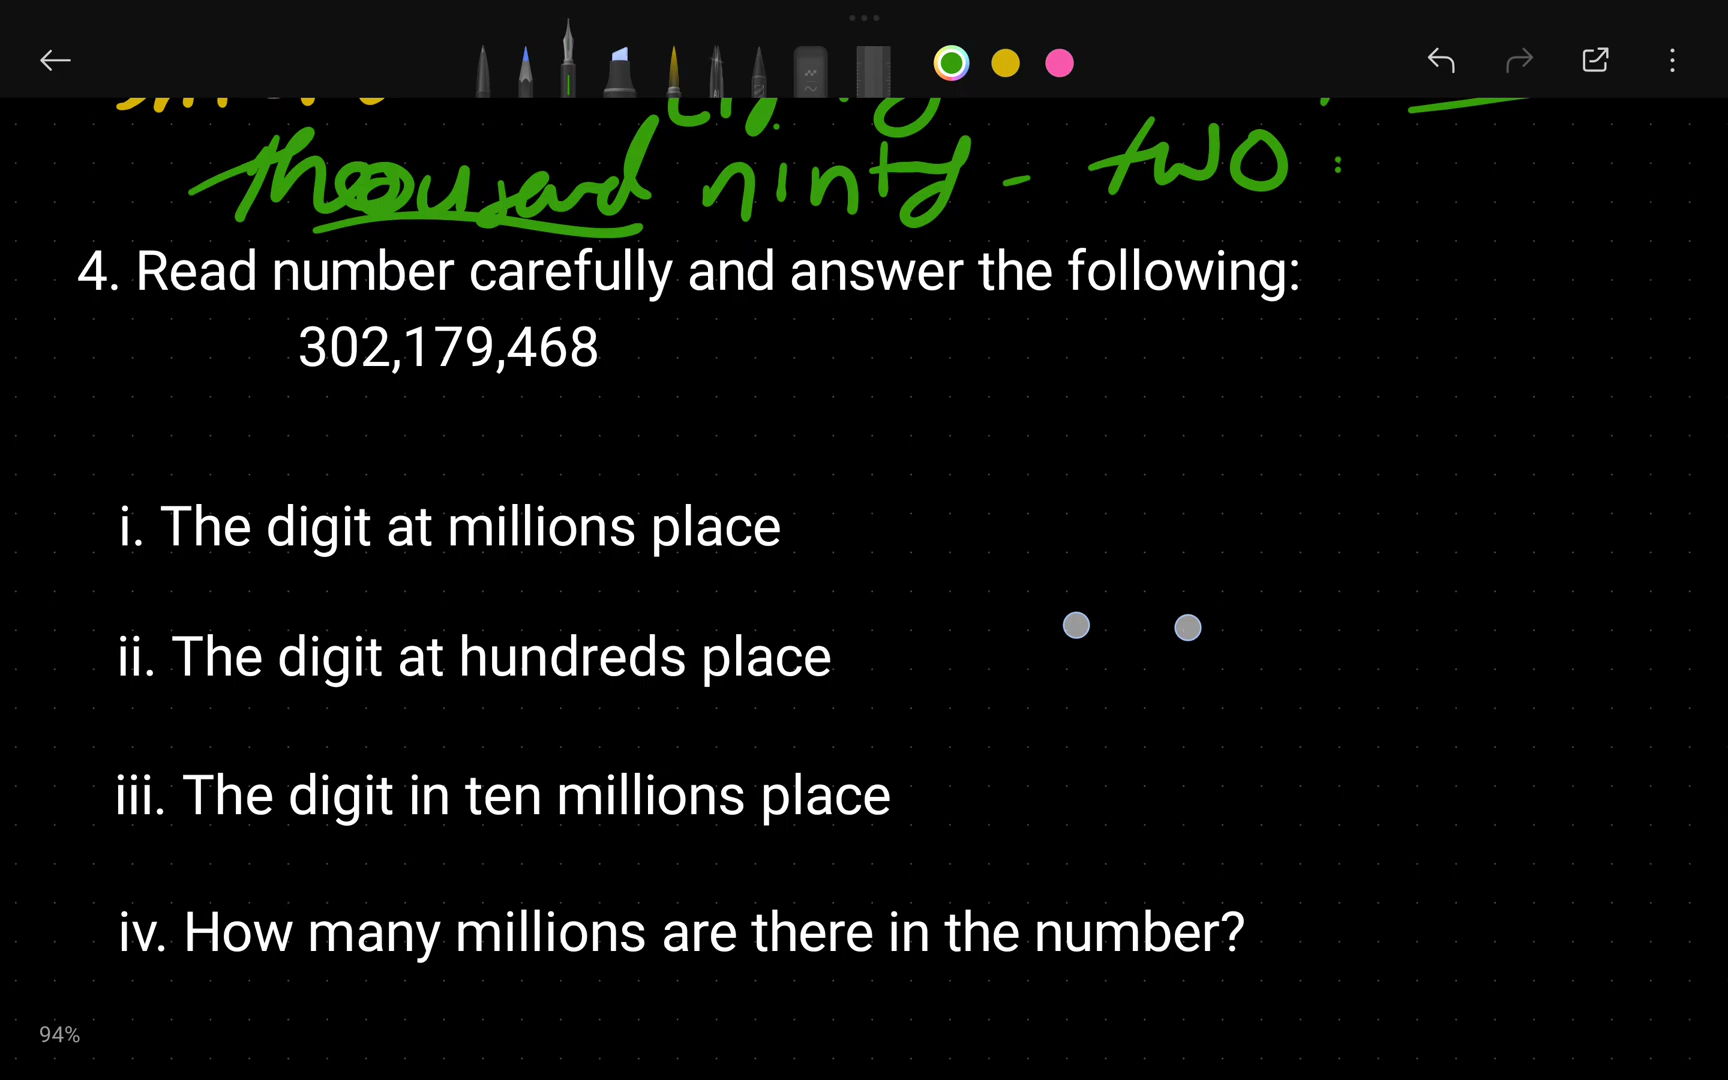 thousand ninty - two :
4. Read number carefully and answer the following:
302,179,468
i. The digit at millions place
ii. The digit at hundreds place
iii. The digit in ten millions place
iv. How many millions are there in the number?
94%